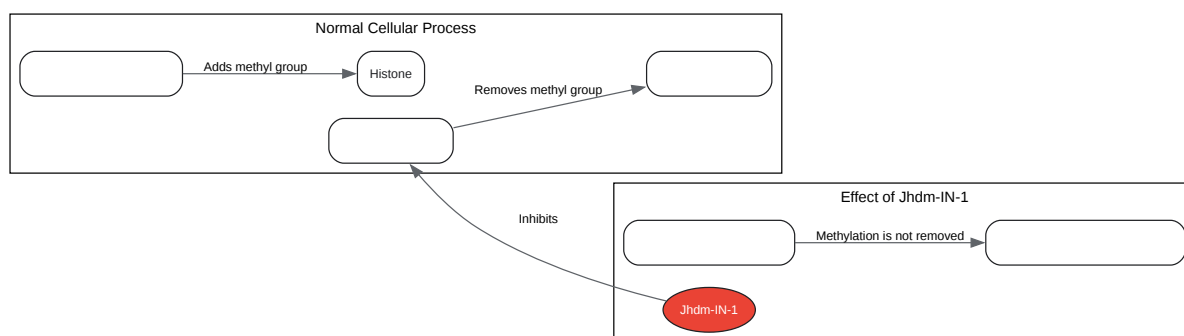 Normal Cellular Process
Adds methyl group
Histone
Removes methyl group
Inhibits
Effect of Jhdm-IN-1
Methylation is not removed
Jhdm-IN-1